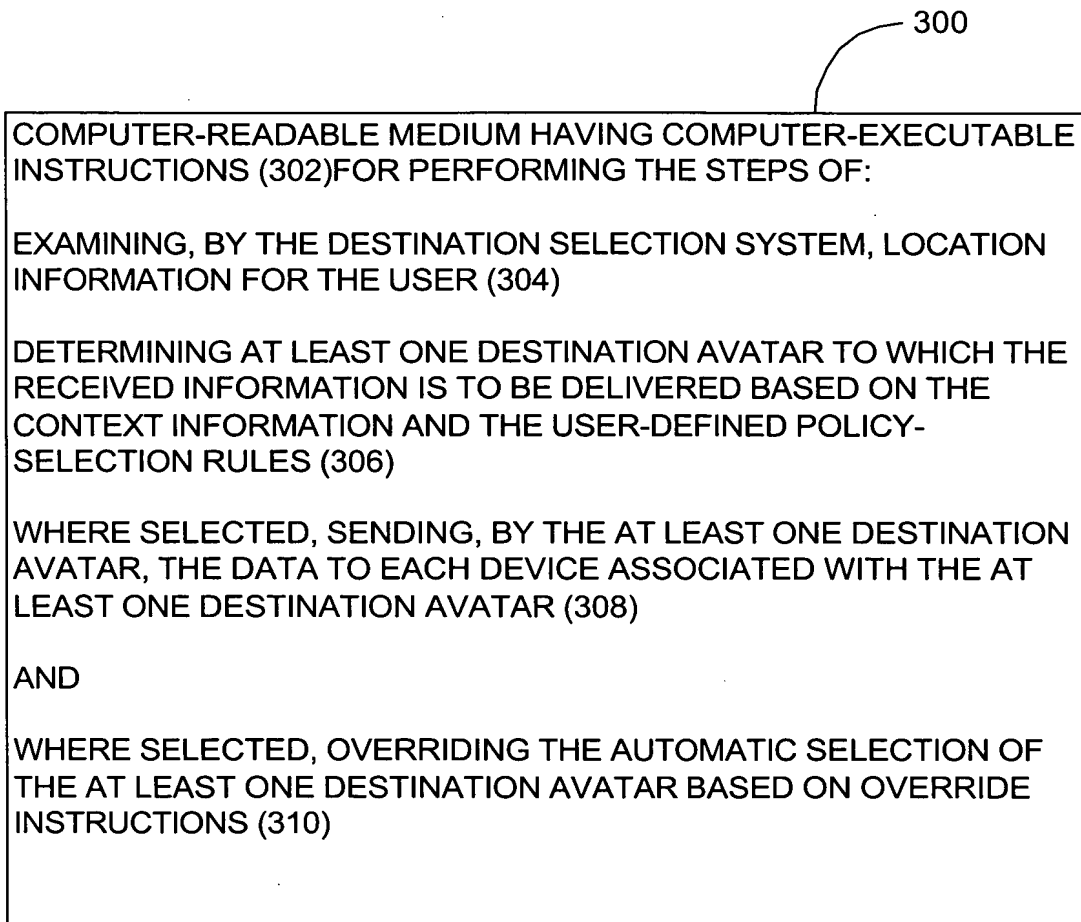 300
COMPUTER-READABLE MEDIUM HAVING COMPUTER-EXECUTABLE
INSTRUCTIONS (302)FOR PERFORMING THE STEPS OF:
EXAMINING, BY THE DESTINATION SELECTION SYSTEM, LOCATION
INFORMATION FOR THE USER (304)
DETERMINING AT LEAST ONE DESTINATION AVATAR TO WHICH THE
RECEIVED INFORMATION IS TO BE DELIVERED BASED ON THE
CONTEXT INFORMATION AND THE USER-DEFINED POLICY-
SELECTION RULES (306)
WHERE SELECTED, SENDING, BY THE AT LEAST ONE DESTINATION
AVATAR, THE DATA TO EACH DEVICE ASSOCIATED WITH THE AT
LEAST ONE DESTINATION AVATAR (308)
AND
WHERE SELECTED, OVERRIDING THE AUTOMATIC SELECTION OF
THE AT LEAST ONE DESTINATION AVATAR BASED ON OVERRIDE
INSTRUCTIONS (310)